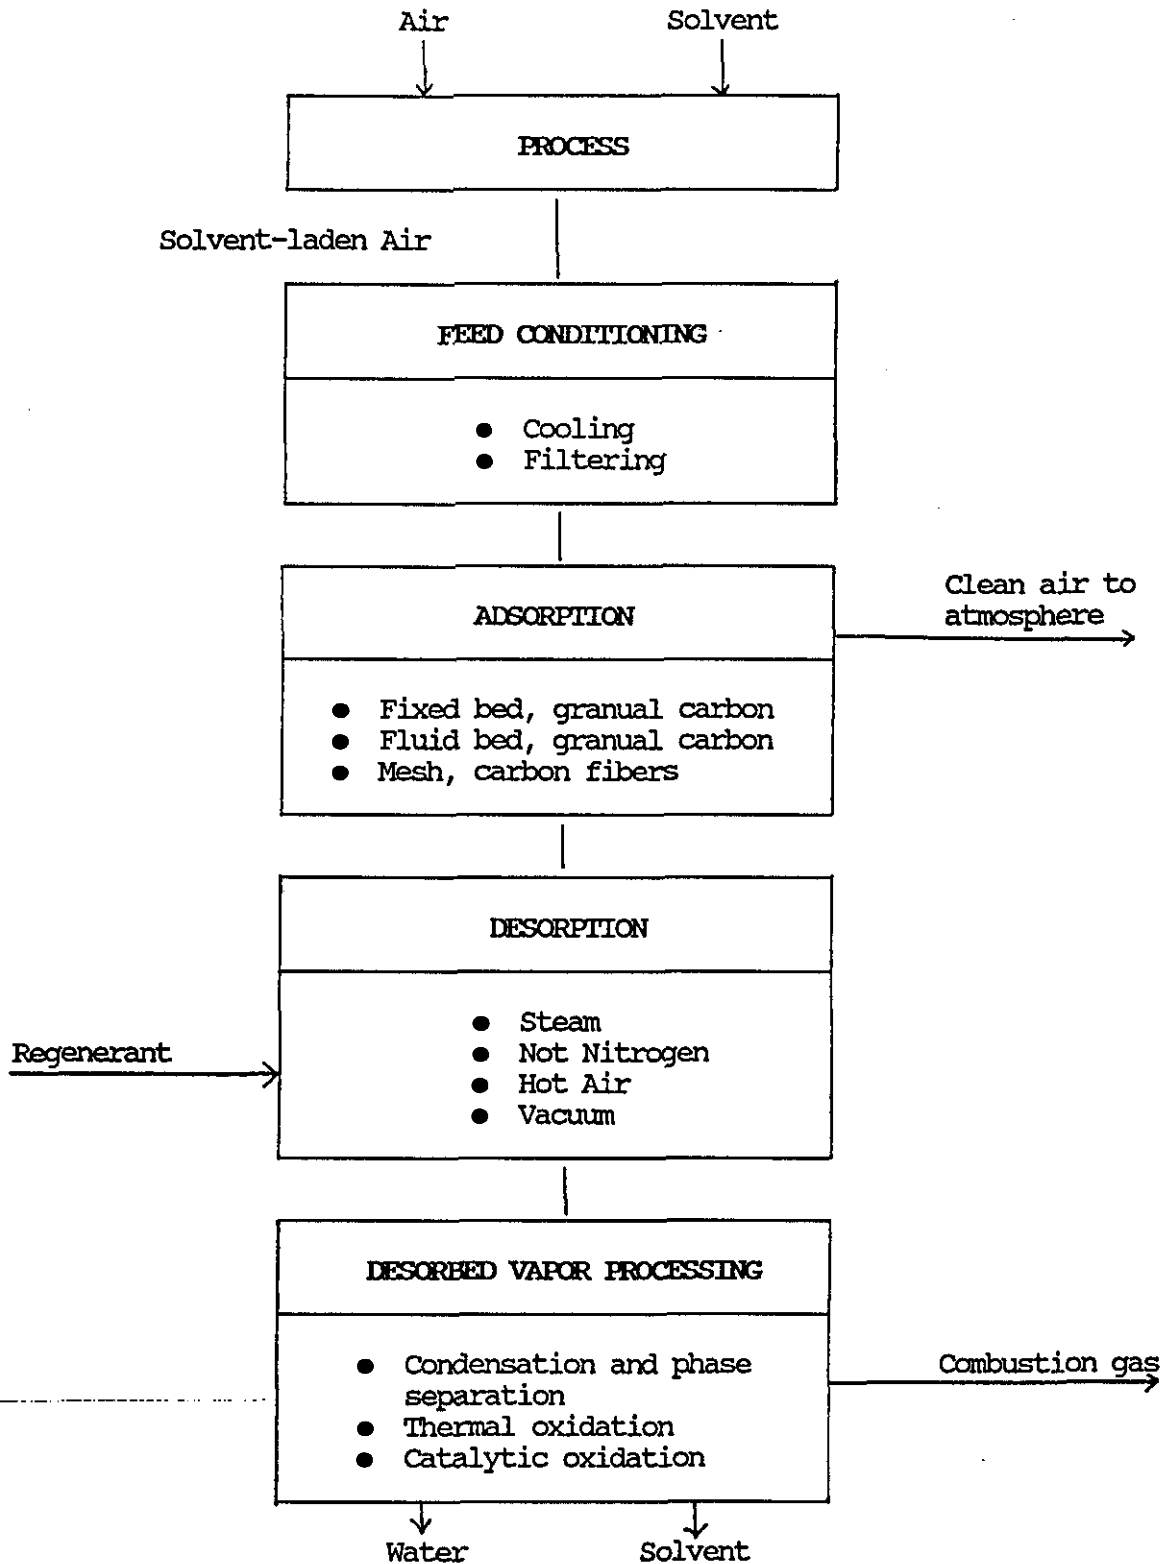 Air Solvent
PROCESS
Solvent-laden Air
FEED CONDITIONING
● Cooling
● Filtering
ADSORPTION
Clean air to
atmosphere
● Fixed bed, granual carbon
● Fluid bed, granual carbon
● Mesh, carbon fibers
DESORPTION
Regenerant
● Steam
● Not Nitrogen
● Hot Air
● Vacuum
DESORBED VAPOR PROCESSING
● Condensation and phase
separation
● Thermal oxidation
● Catalytic oxidation
Combustion gas
Water Solvent